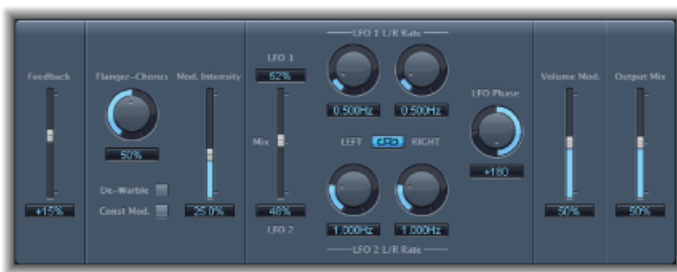 LFO 1 L/R Rate
LFO 1
Feedback
Flanger-Chorus
Mod. Intensity
52%
LFO Phase
Volume Mod.
Output Mix
0.500Hz
0.500Hz
Mix
LEFT
RIGHT
50%
+180
De-Warble
Const Mod.
+15%
25.0%
48%
50%
50%
LFO 2
1.000Hz
1.000Hz
LFO 2 L/R Rate